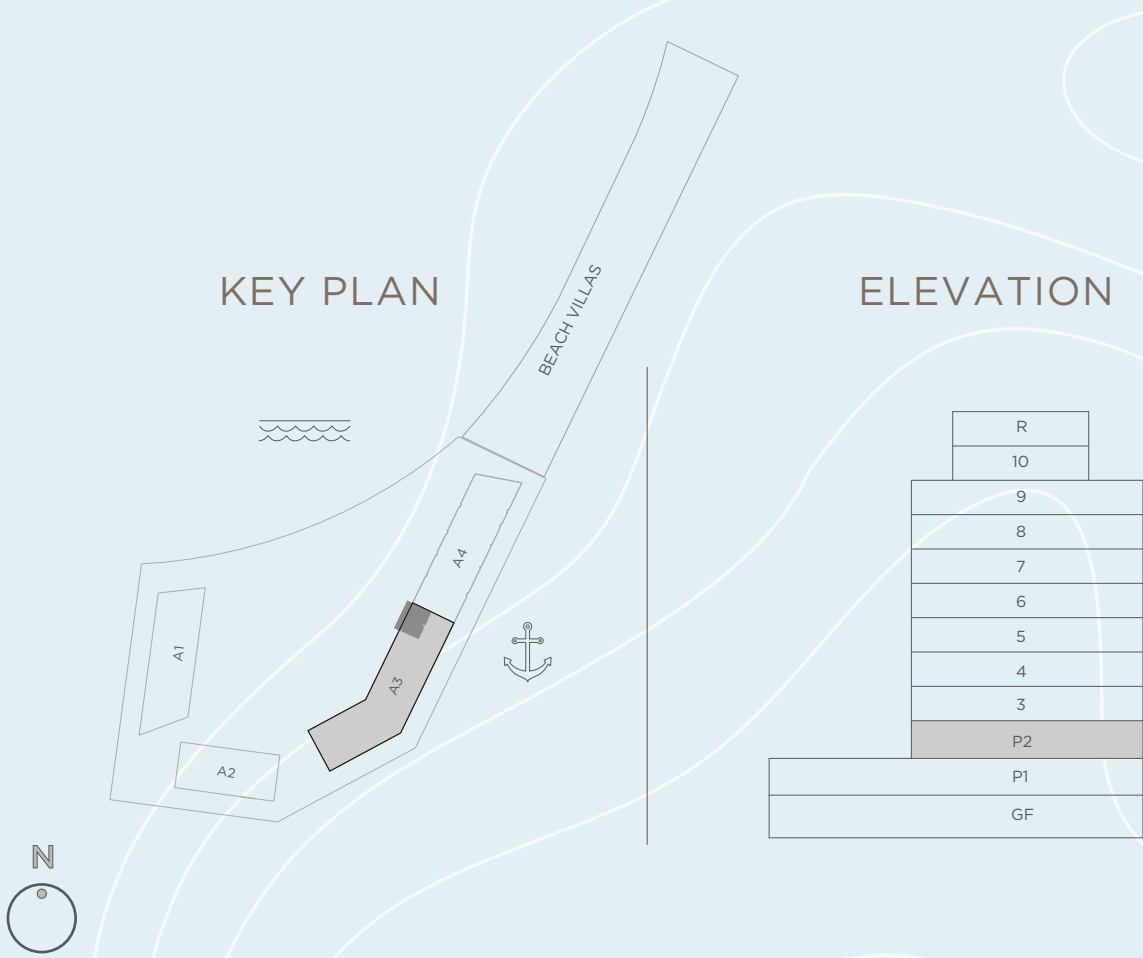 KEY PLAN
BEACH VILLAS
A4
A1
A3
A2
N
ELEVATION
R
10
9
8
7
6
5
4
3
P2
P1
GF